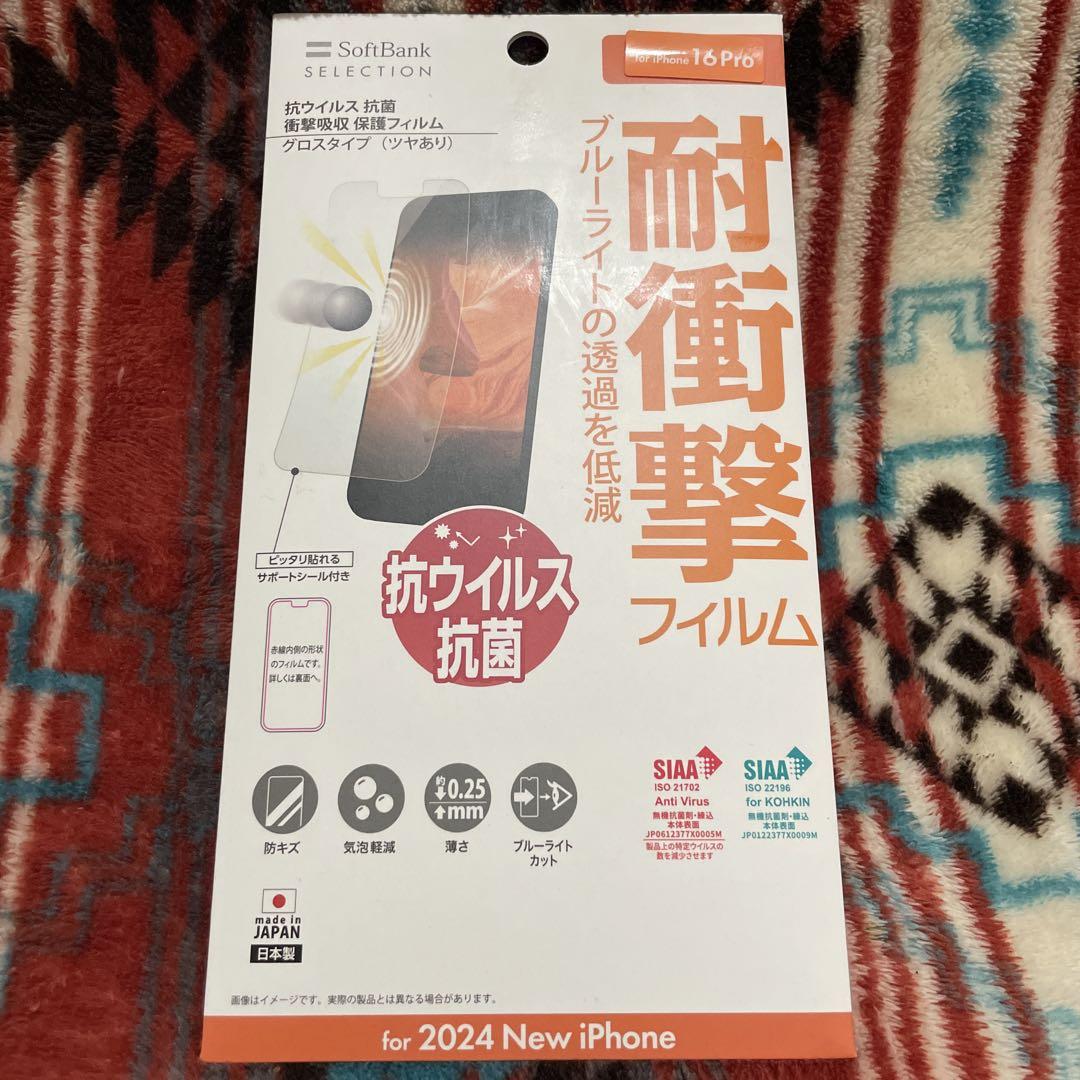 SoftBank
SELECTION
for iPhone 16 Pro
抗ウイルス 抗菌
衝撃吸収 保護フィルム
グロスタイプ（ツヤあり）
耐衝撃フィルム
ブルーライトの透過を低減
ピッタリ貼れる
サポートシール付き
抗ウイルス
抗菌
赤線内側の形状
のフィルムです。
詳しくは裏面へ。
防キズ
気泡軽減
約0.25
mm
薄さ
ブルーライト
カット
SIAA
ISO 21702
Anti Virus
無機抗菌剤・練込
本体表面
JP0612377X0005M
製品上の特定ウイルスの
数を減少させます
SIAA
ISO 22196
for KOHKIN
無機抗菌剤・練込
本体表面
JP0122377X0009M
made in
JAPAN
日本製
画像はイメージです。実際の製品とは異なる場合があります。
for 2024 New iPhone